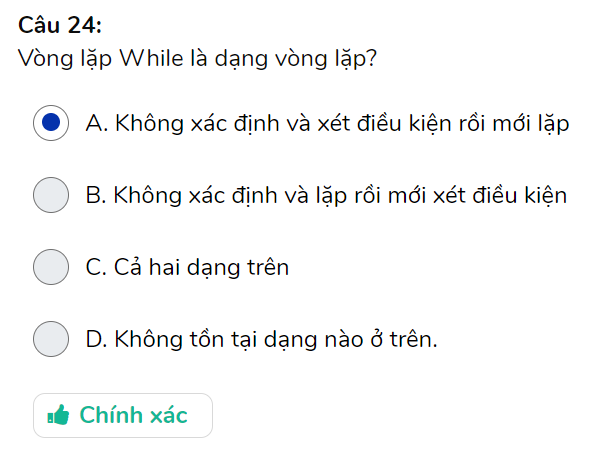 Câu 24:
Vòng lặp While là dạng vòng lặp?
A. Không xác định và xét điều kiện rồi mới lặp
B. Không xác định và lặp rồi mới xét điều kiện
C. Cả hai dạng trên
D. Không tồn tại dạng nào ở trên.
Chính xác